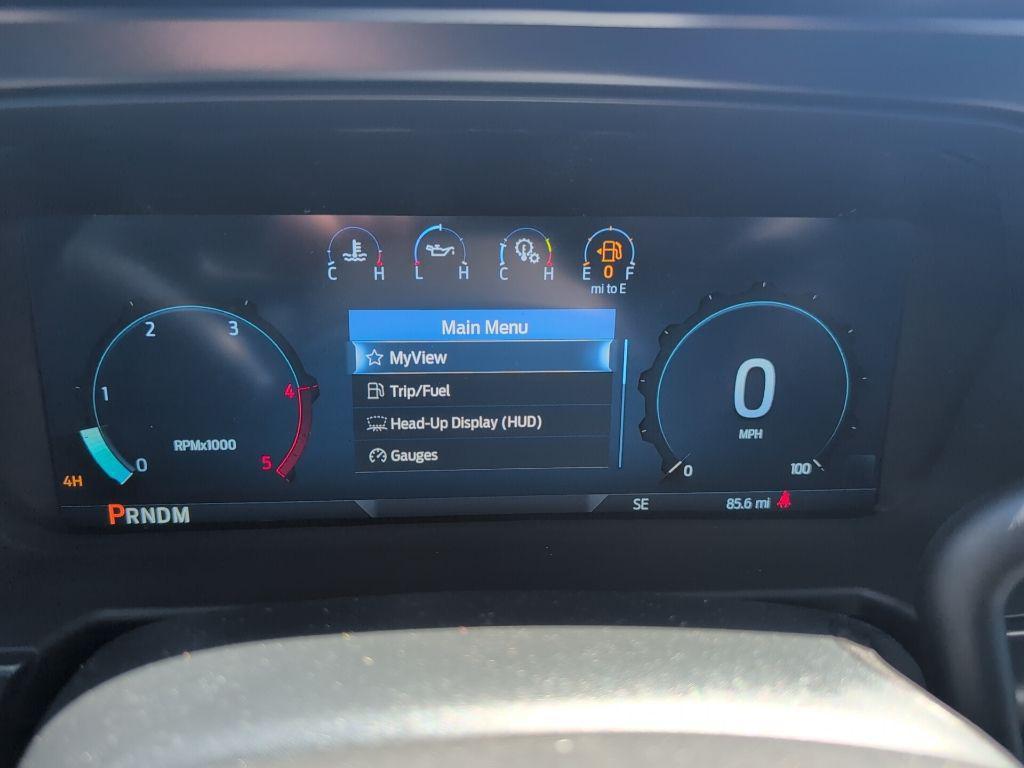 C H
L H
C H
E 0 F
mi to E
Main Menu
MyView
Trip/Fuel
Head-Up Display (HUD)
Gauges
0 1 2 3 4 5
RPMx1000
4H
PRNDM
0
MPH
0 100
SE
85.6 mi